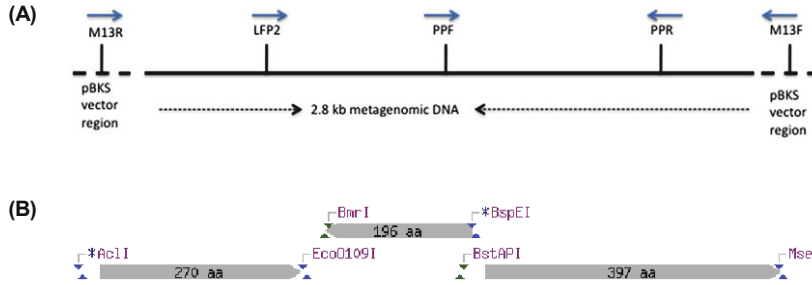 (A)
M13R LFP2 PPF PPR M13F
pBKS vector region
2.8 kb metagenomic DNA
pBKS vector region
(B)
BmrI *BspEI
196 aa
*AclI EcoO109I BstAPI Mse
270 aa 397 aa